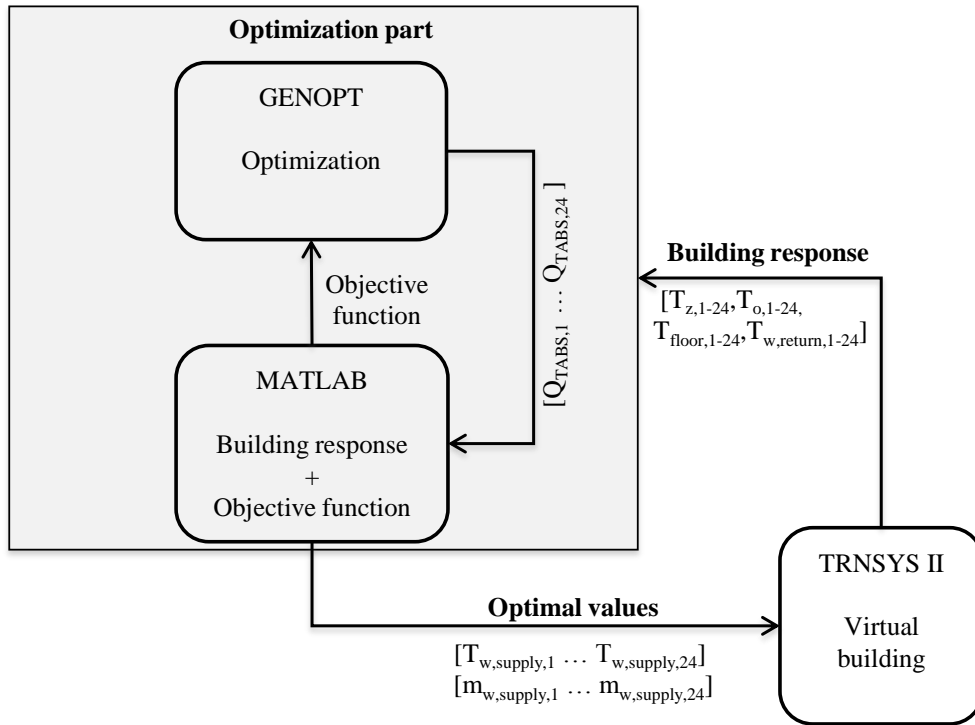 Optimization part
GENOPT
Optimization
[Q_TABS,1 … Q_TABS,24 ]
Objective
function
MATLAB
Building response
+
Objective function
Building response
[T_z,1-24,T_o,1-24,
T_floor,1-24,T_w,return,1-24]
Optimal values
[T_w,supply,1 … T_w,supply,24]
[m_w,supply,1 … m_w,supply,24]
TRNSYS II
Virtual
building